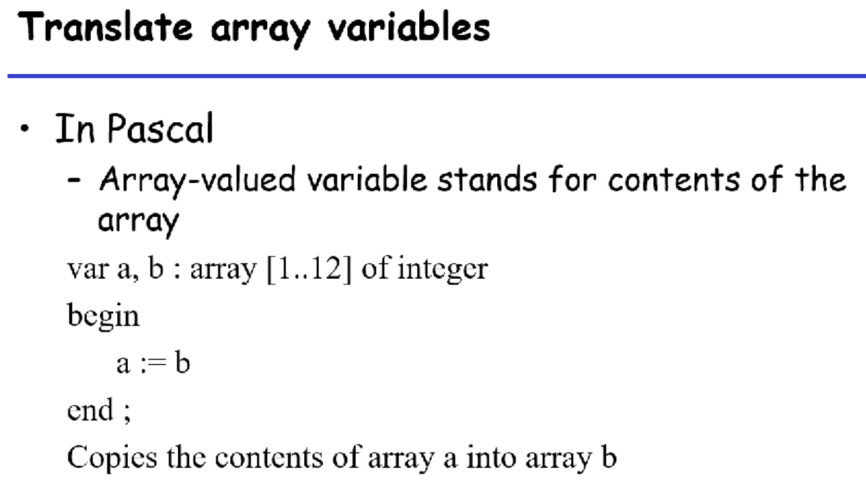 Translate array variables
• In Pascal
– Array-valued variable stands for contents of the
array
var a, b : array [1..12] of integer
begin
a := b
end ;
Copies the contents of array a into array b